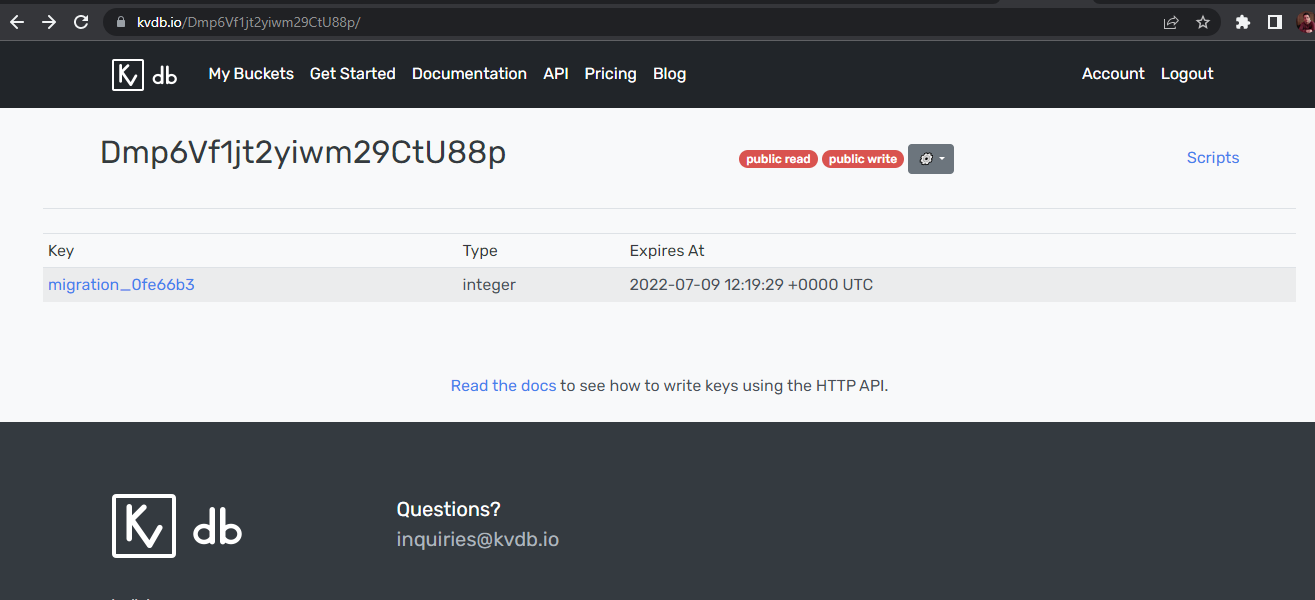 kvdb.io/Dmp6Vf1jt2yiwm29CtU88p/
Kv db My Buckets Get Started Documentation API Pricing Blog Account Logout
Dmp6Vf1jt2yiwm29CtU88p public read public write Scripts
Key Type Expires At
migration_0fe66b3 integer 2022-07-09 12:19:29 +0000 UTC
Read the docs to see how to write keys using the HTTP API.
Kv db
Questions?
inquiries@kvdb.io